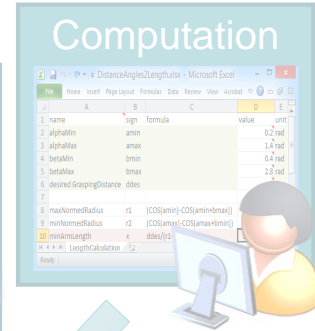 Computation
DistanceAngles2Length.xlsx - Microsoft Excel
File Home Insert Page Layout Formulas Data Review View Acrobat
A B C D E
1 name sign formula value unit
2 alphaMin amin 0.2 rad
3 alphaMax amax 1.4 rad
4 betaMin bmin 0.4 rad
5 betaMax bmax 2.8 rad
6 desired GraspingDistance ddes
7
8 maxNormedRadius r1 (COS(amin)-COS(amin+bmax))
9 minNormedRadius r2 (COS(amax)-COS(amax+bmin))
10 minArmLength x ddes/(r1-
LengthCalculation
Ready